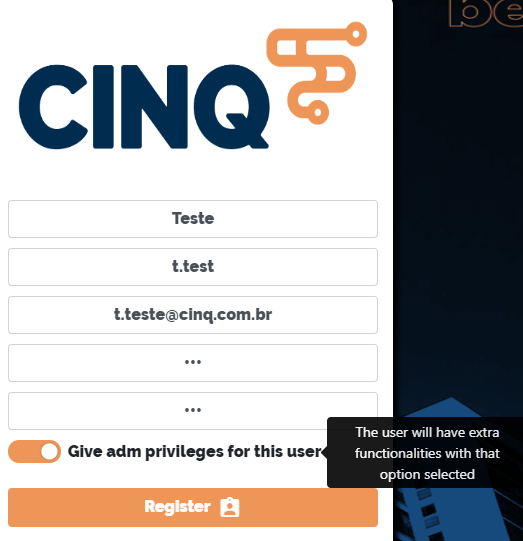 be
CINQ
Teste
t.test
t.teste@cinq.com.br
•••
•••
Give adm privileges for this user
The user will have extra
functionalities with that
option selected
Register